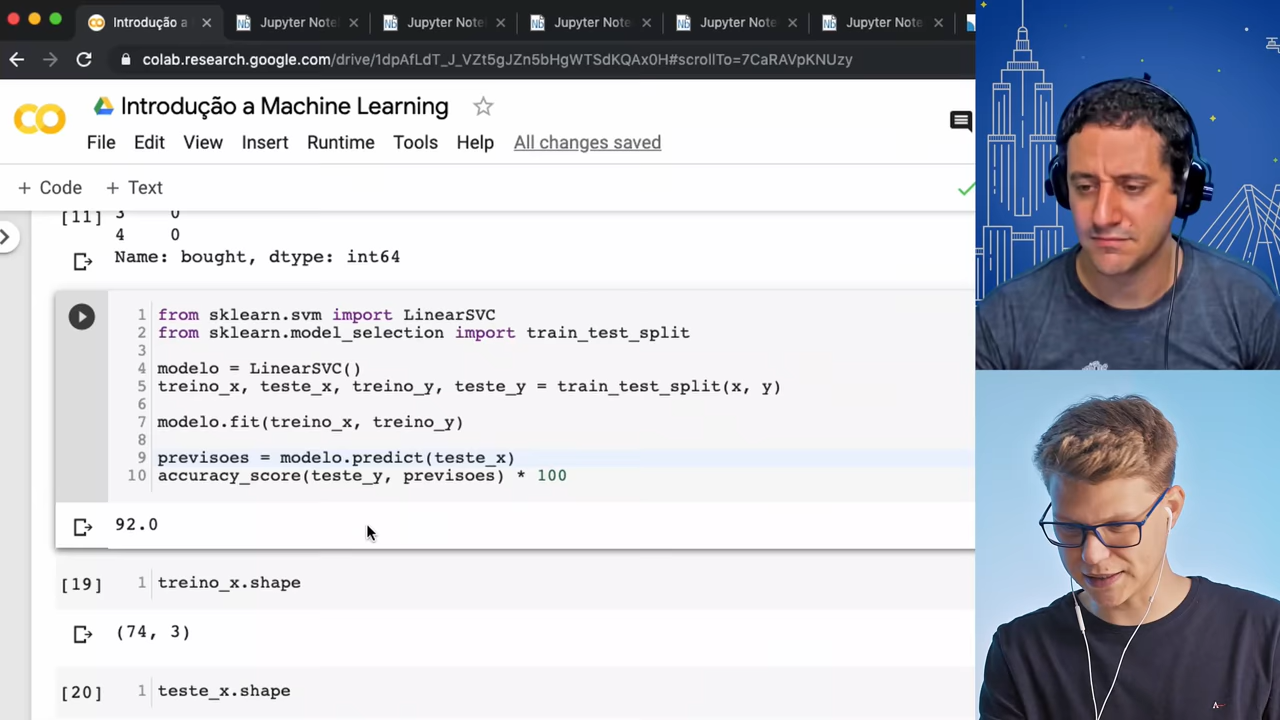 Introdução a
Jupyter Note
Jupyter Note
Jupyter Note
Jupyter Note
Jupyter Note
colab.research.google.com/drive/1dpAfLdT_J_VZt5gJZn5bHgWTSdKQAx0H#scrollTo=7CaRAVpKNUzy
CO
Introdução a Machine Learning
File Edit View Insert Runtime Tools Help All changes saved
+ Code + Text
[11] 3 0
4 0
Name: bought, dtype: int64
1 from sklearn.svm import LinearSVC
2 from sklearn.model_selection import train_test_split
3
4 modelo = LinearSVC()
5 treino_x, teste_x, treino_y, teste_y = train_test_split(x, y)
6
7 modelo.fit(treino_x, treino_y)
8
9 previsoes = modelo.predict(teste_x)
10 accuracy_score(teste_y, previsoes) * 100
92.0
[19] 1 treino_x.shape
(74, 3)
[20] 1 teste_x.shape